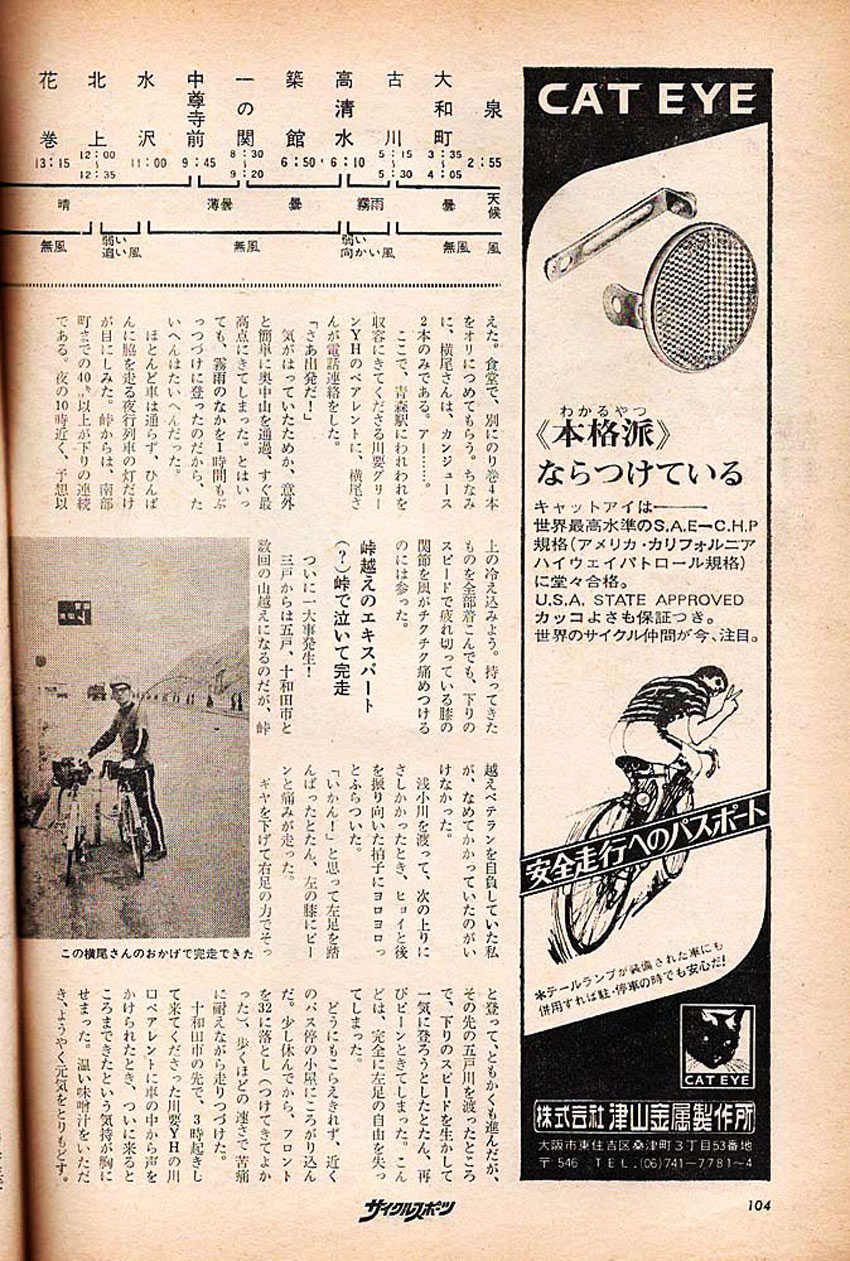 泉
大和町
古川
高清水
築館
一の関
中尊寺前
水沢
北上
花巻
2:55
3:35〜4:05
5:15〜5:30
6:10
6:50
8:30〜9:20
9:45
11:00
12:00〜12:35
13:15
天候
曇
霧雨
曇
薄曇
晴
風
無風
弱い向かい風
無風
弱い追い風
無風
えた。食堂で、別にのり巻4本
をオリにつめてもらう。ちなみ
に、横尾さんは、カンジュース
2本のみである。アー……。
ここで、青森駅にわれわれを
収容にきてくださる川要グリー
ンYHのペアレントに、横尾さ
んが電話連絡をした。
「さあ出発だ！」
気がはっていたためか、意外
と簡単に奥中山を通過、すぐ最
高点にきてしまった。とはいっ
ても、霧雨のなかを1時間もぶ
っつづけに登ったのだから、た
いへんはたいへんだった。
ほとんど車は通らず、ひんぱ
んに脇を走る夜行列車の灯だけ
が目にしみた。峠からは、南部
町までの40㌔以上が下りの連続
である。夜の10時近く、予想以
上の冷え込みよう。持ってきた
ものを全部着こんでも、下りの
スピードで疲れ切っている膝の
関節を風がチクチク痛めつける
のには参った。
峠越えのエキスパート
(？)峠で泣いて完走
ついに一大事発生！
三戸からは五戸、十和田市と
数回の山越えになるのだが、峠
越えベテランを自負していた私
が、なめてかかっていたのがい
けなかった。
浅小川を渡って、次の上りに
さしかかったとき、ヒョイと後
を振り向いた拍子にヨロヨロっ
とふらついた。
「いかん！」と思って左足を踏
んばったとたん、左の膝にピー
ンと痛みが走った。
ギヤを下げて右足の力でそっ
と登って、ともかくも進んだが、
その先の五戸川を渡ったところ
で、下りのスピードを生かして
一気に登ろうとしたとたん、再
びピーンときてしまった。こん
どは、完全に左足の自由を失っ
てしまった。
どうにもこらえきれず、近く
のバス停の小屋にころがり込ん
だ。少し休んでから、フロント
を32に落とし(つけてきてよか
った)、歩くほどの速さで苦痛
に耐えながら走りつづけた。
十和田市の先で、3時起きし
て来てくださった川要YHの川
口ペアレントに車の中から声を
かけられたとき、ついに来ると
ころまできたという気持が胸に
せまった。温い味噌汁をいただ
き、ようやく元気をとりもどす。
この横尾さんのおかげで完走できた
CAT EYE
わかるやつ
《本格派》
ならつけている
キャットアイは――
世界最高水準のS.A.E－C.H.P
規格(アメリカ・カリフォルニア
ハイウェイパトロール規格)
に堂々合格。
U.S.A. STATE APPROVED
カッコよさも保証つき。
世界のサイクル仲間が今、注目。
安全走行へのパスポート
＊テールランプが装備された車にも
併用すれば駐・停車の時でも安心だ！
CAT EYE
株式会社 津山金属製作所
大阪市東住吉区桑津町3丁目53番地
〒 546 TEL.(06)741-7781~4
サイクルスポーツ
104